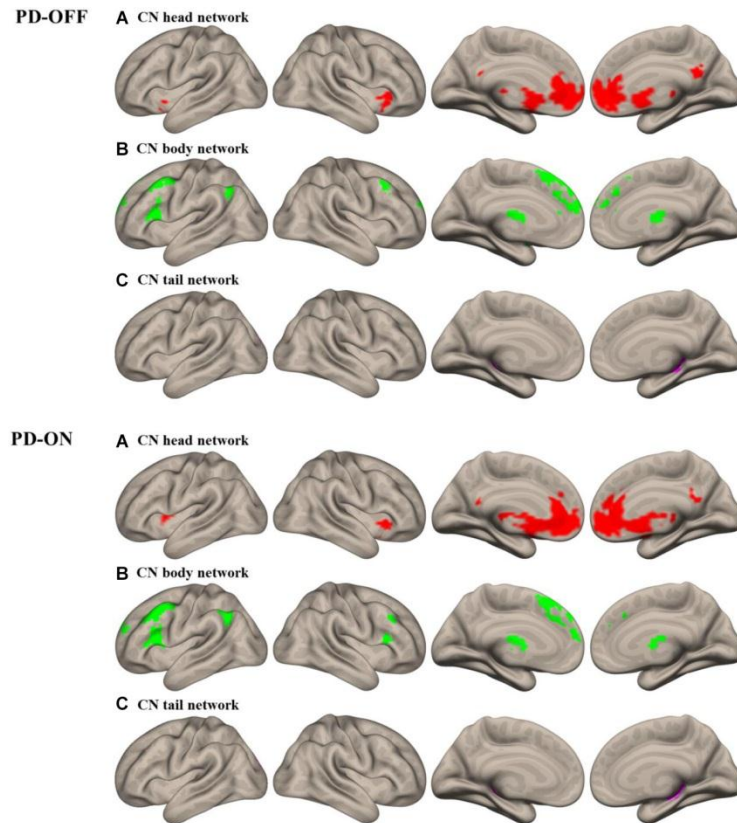 PD-OFF
A CN head network
B CN body network
C CN tail network
PD-ON
A CN head network
B CN body network
C CN tail network